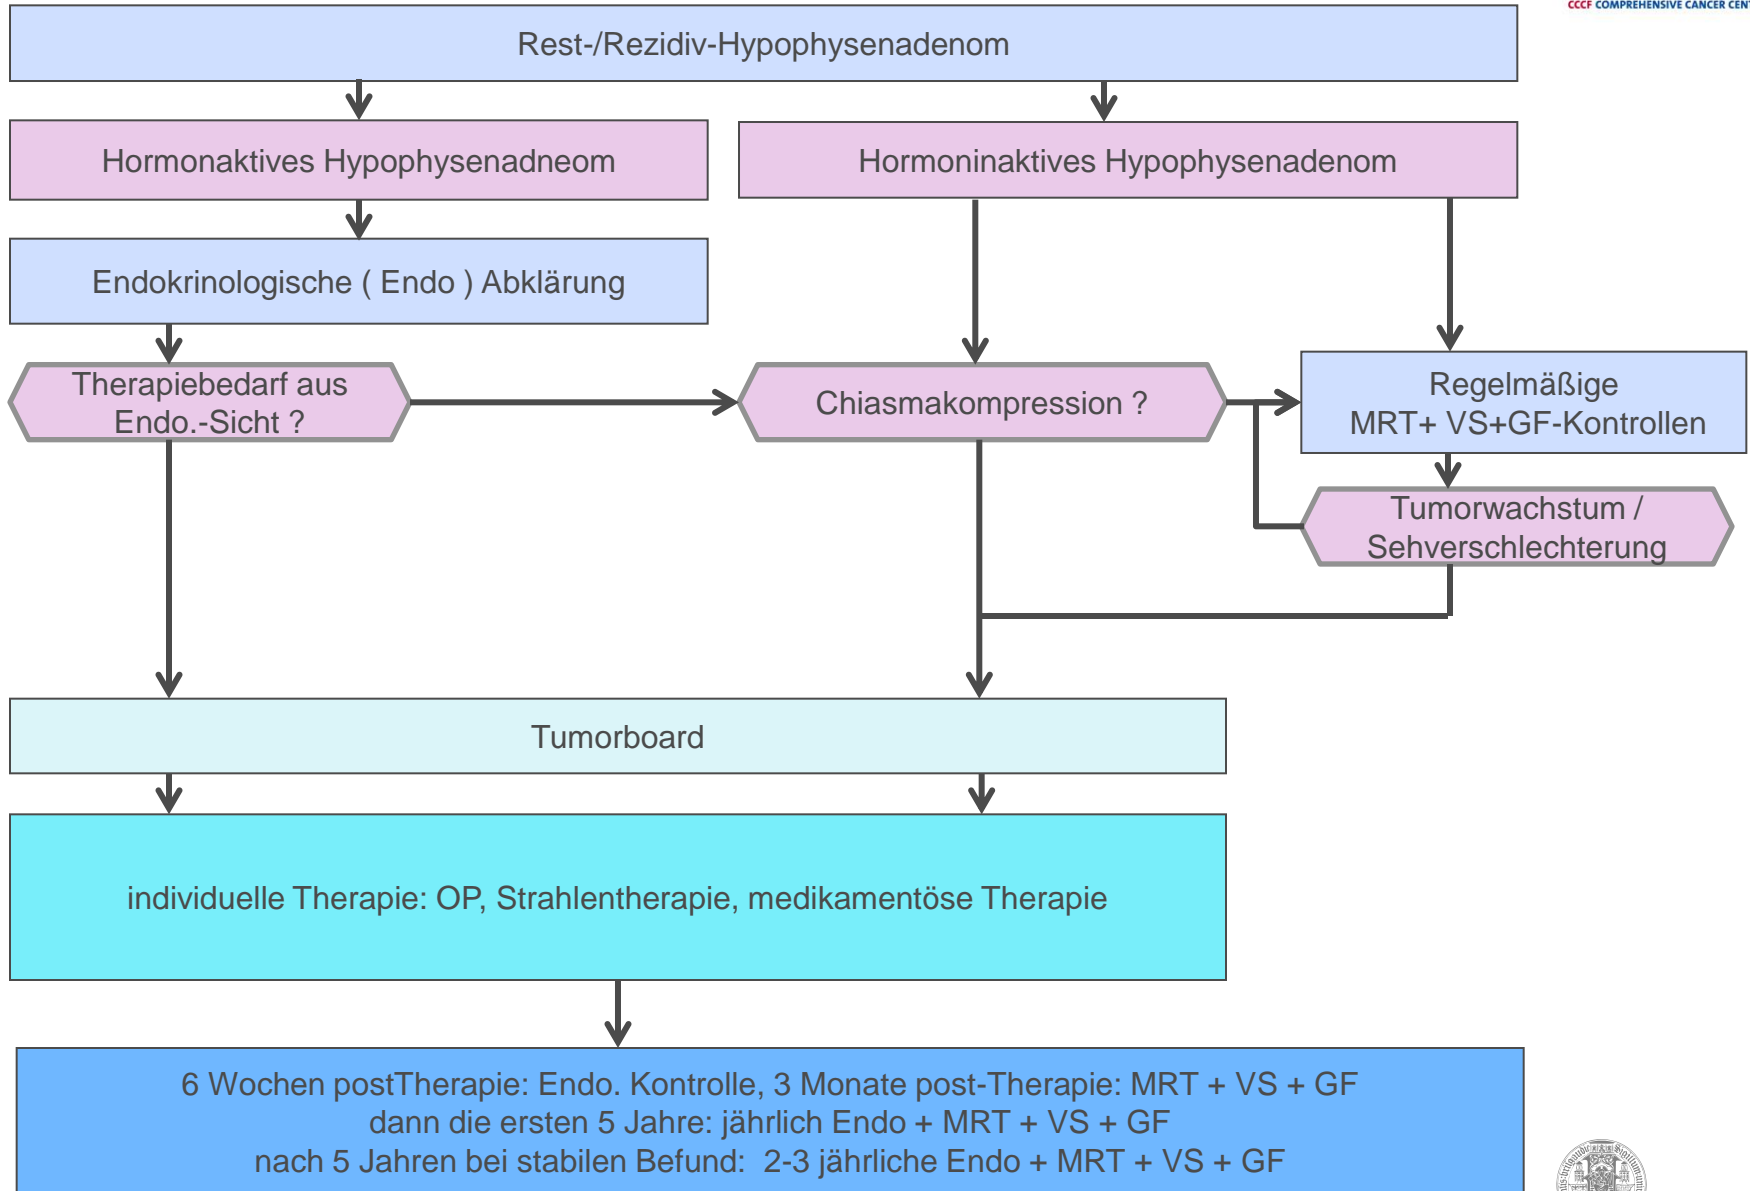 CCCF COMPREHENSIVE CANCER CEN
Rest-/Rezidiv-Hypophysenadenom
Hormonaktives Hypophysenadneom
Hormoninaktives Hypophysenadenom
Endokrinologische ( Endo ) Abklärung
Therapiebedarf aus
Endo.-Sicht ?
Chiasmakompression ?
Regelmäßige
MRT+ VS+GF-Kontrollen
Tumorwachstum /
Sehverschlechterung
Tumorboard
individuelle Therapie: OP, Strahlentherapie, medikamentöse Therapie
6 Wochen postTherapie: Endo. Kontrolle, 3 Monate post-Therapie: MRT + VS + GF
dann die ersten 5 Jahre: jährlich Endo + MRT + VS + GF
nach 5 Jahren bei stabilen Befund: 2-3 jährliche Endo + MRT + VS + GF